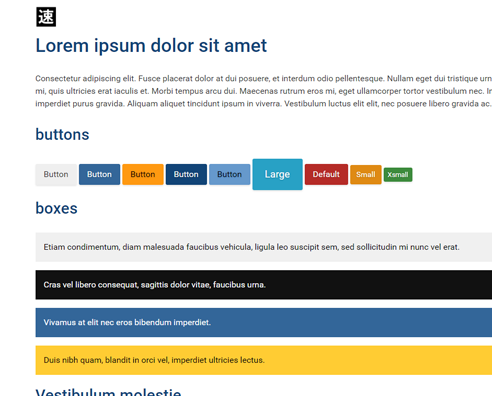 速
Lorem ipsum dolor sit amet
Consectetur adipiscing elit. Fusce placerat dolor at dui posuere, et interdum odio pellentesque. Nullam eget dui tristique urn
mi, quis ultricies erat iaculis et. Morbi tempus arcu dui. Maecenas rutrum eros mi, eget ullamcorper tortor vestibulum nec. In
imperdiet purus gravida. Aliquam aliquet tincidunt ipsum in viverra. Vestibulum luctus elit elit, nec posuere libero gravida ac.
buttons
Button Button Button Button Button Large Default Small Xsmall
boxes
Etiam condimentum, diam malesuada faucibus vehicula, ligula leo suscipit sem, sed sollicitudin mi nunc vel erat.
Cras vel libero consequat, sagittis dolor vitae, faucibus urna.
Vivamus at elit nec eros bibendum imperdiet.
Duis nibh quam, blandit in orci vel, imperdiet ultricies lectus.
Vestibulum molestie